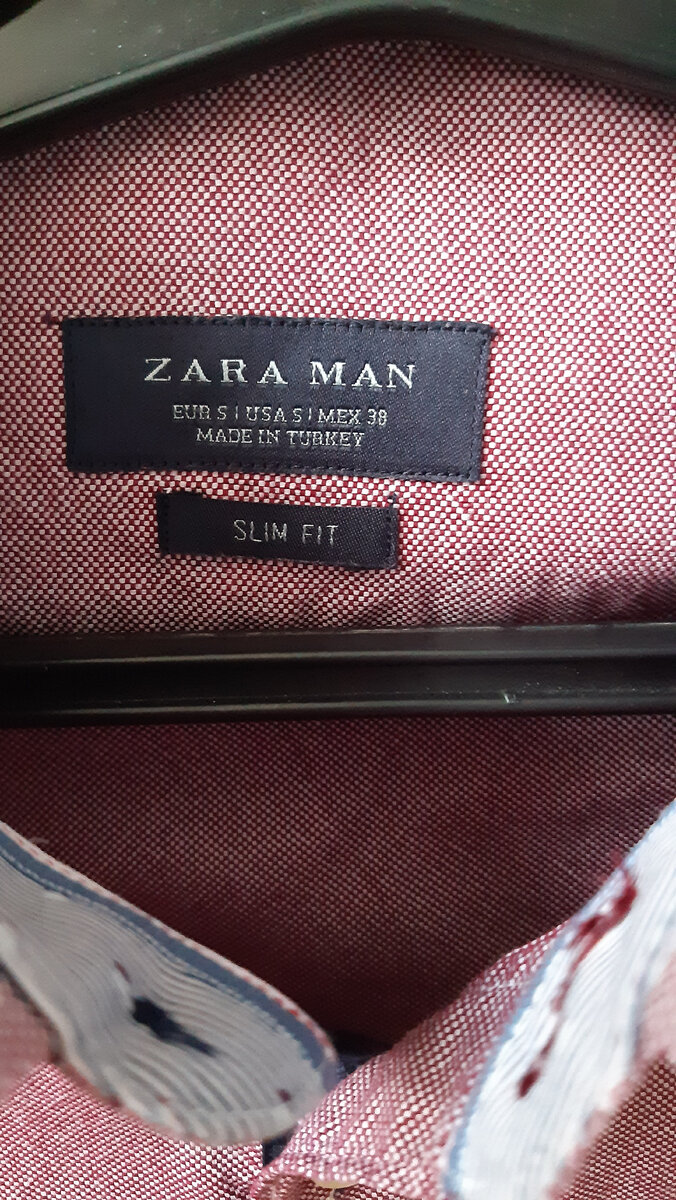 ZARA MAN
EUR S | USA S | MEX 38
MADE IN TURKEY
SLIM FIT